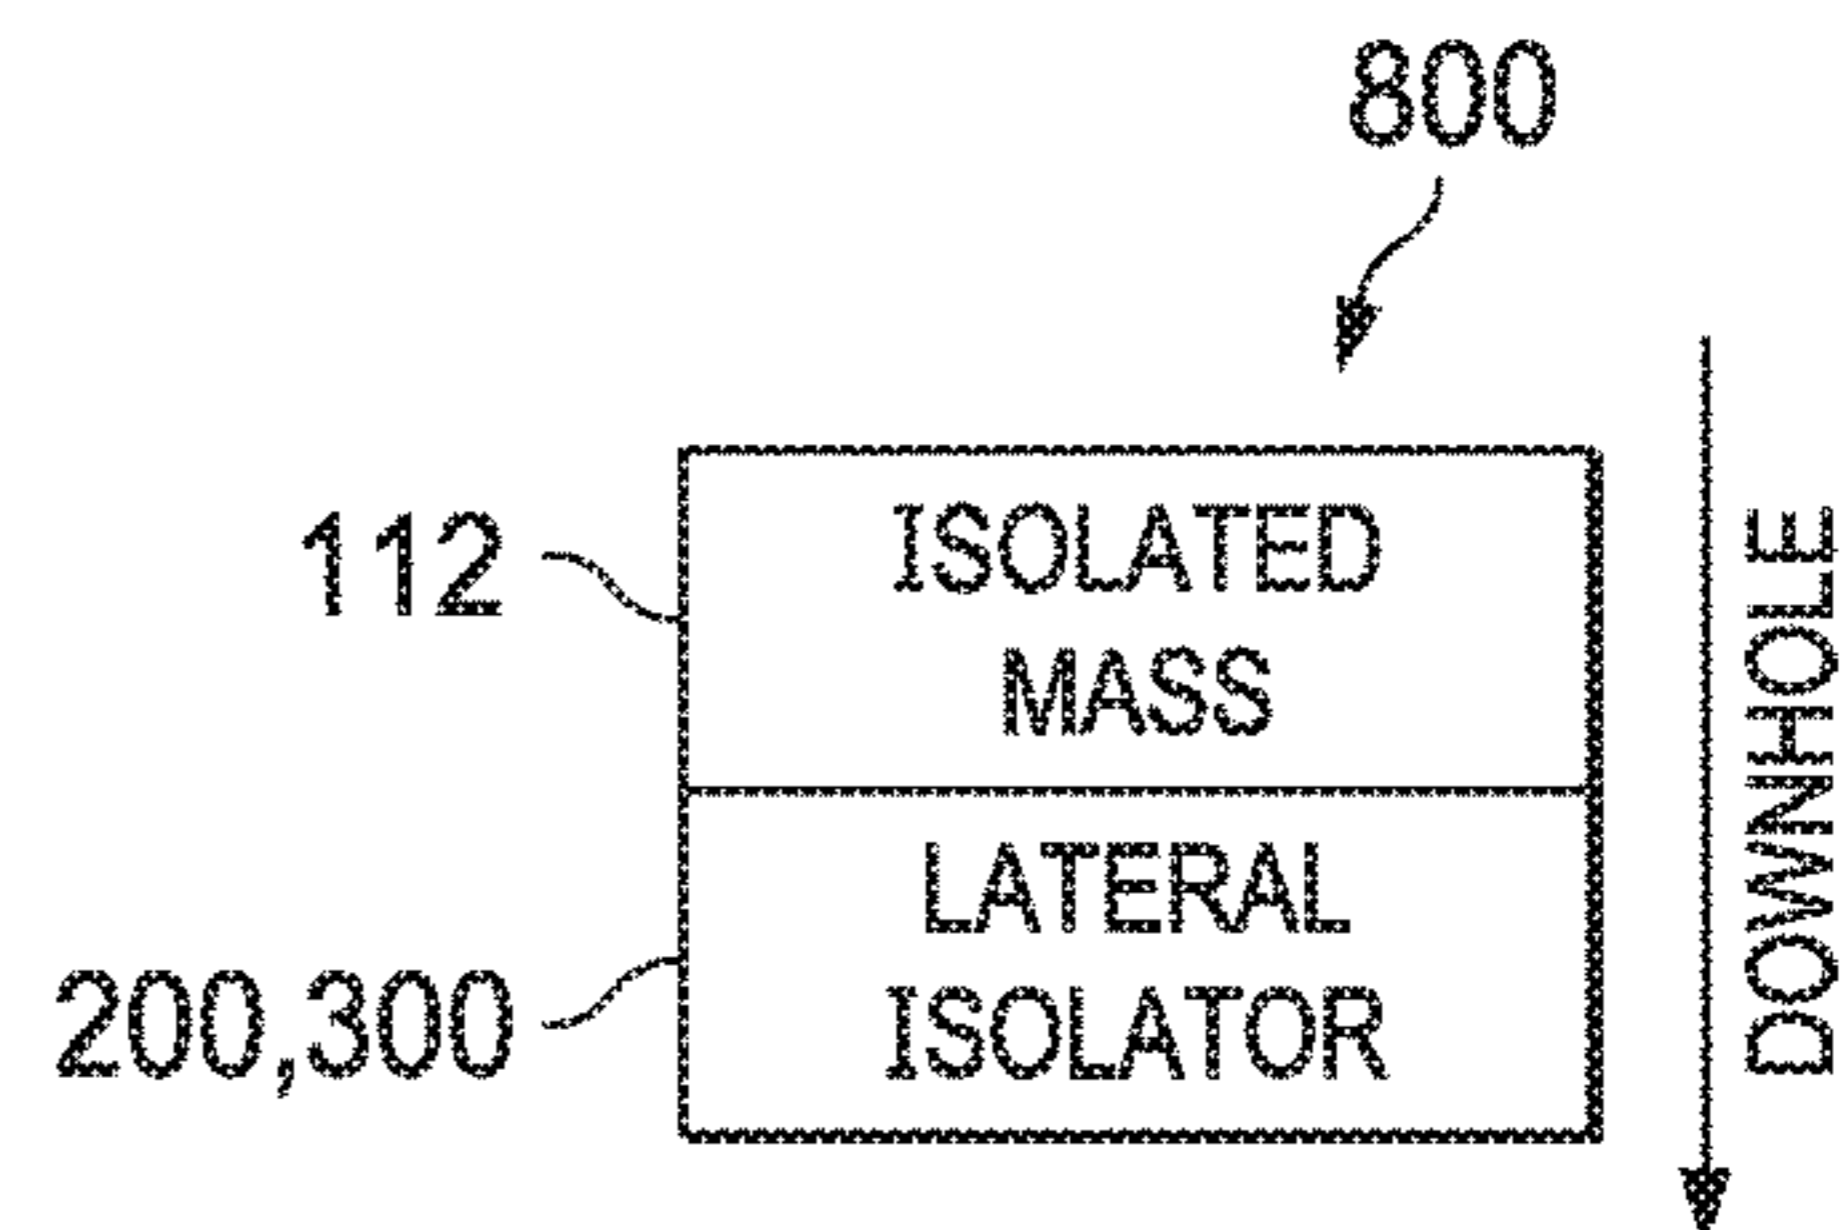 800
112
ISOLATED
MASS
200,300
LATERAL
ISOLATOR
DOWNHOLE